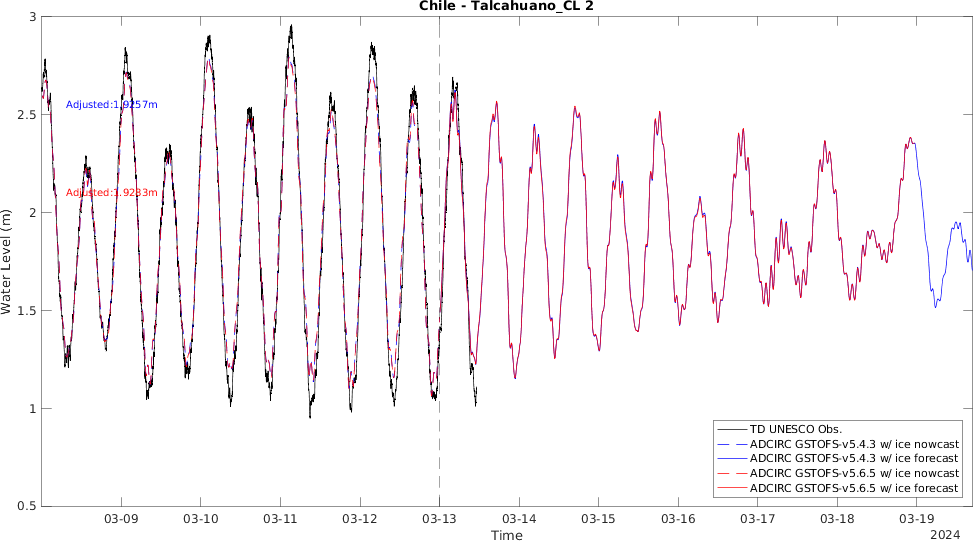 Chile - Talcahuano_CL 2
3
2.5
2
1.5
1
0.5
Water Level (m)
Adjusted:1.9257m
Adjusted:1.9233m
TD UNESCO Obs.
ADCIRC GSTOFS-v5.4.3 w/ ice nowcast
ADCIRC GSTOFS-v5.4.3 w/ ice forecast
ADCIRC GSTOFS-v5.6.5 w/ ice nowcast
ADCIRC GSTOFS-v5.6.5 w/ ice forecast
03-09 03-10 03-11 03-12 03-13 03-14 03-15 03-16 03-17 03-18 03-19
Time
2024